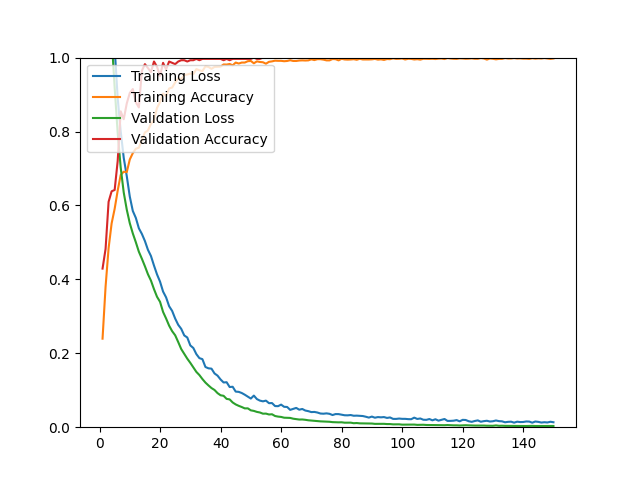 1.0
0.8
0.6
0.4
0.2
0.0
Training Loss
Training Accuracy
Validation Loss
Validation Accuracy
0 20 40 60 80 100 120 140